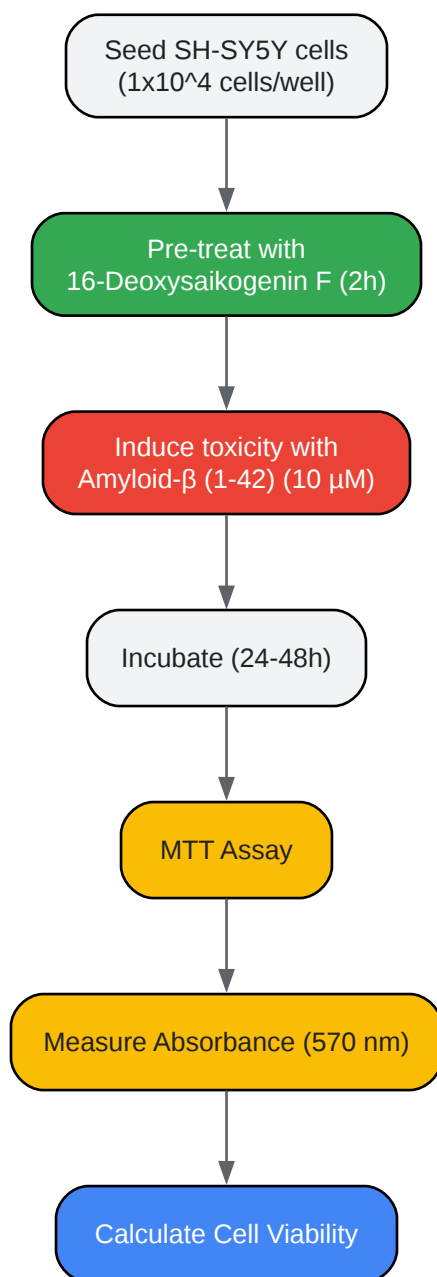 Seed SH-SY5Y cells
(1x10^4 cells/well)
Pre-treat with
16-Deoxysaikogenin F (2h)
Induce toxicity with
Amyloid-β (1-42) (10 µM)
Incubate (24-48h)
MTT Assay
Measure Absorbance (570 nm)
Calculate Cell Viability